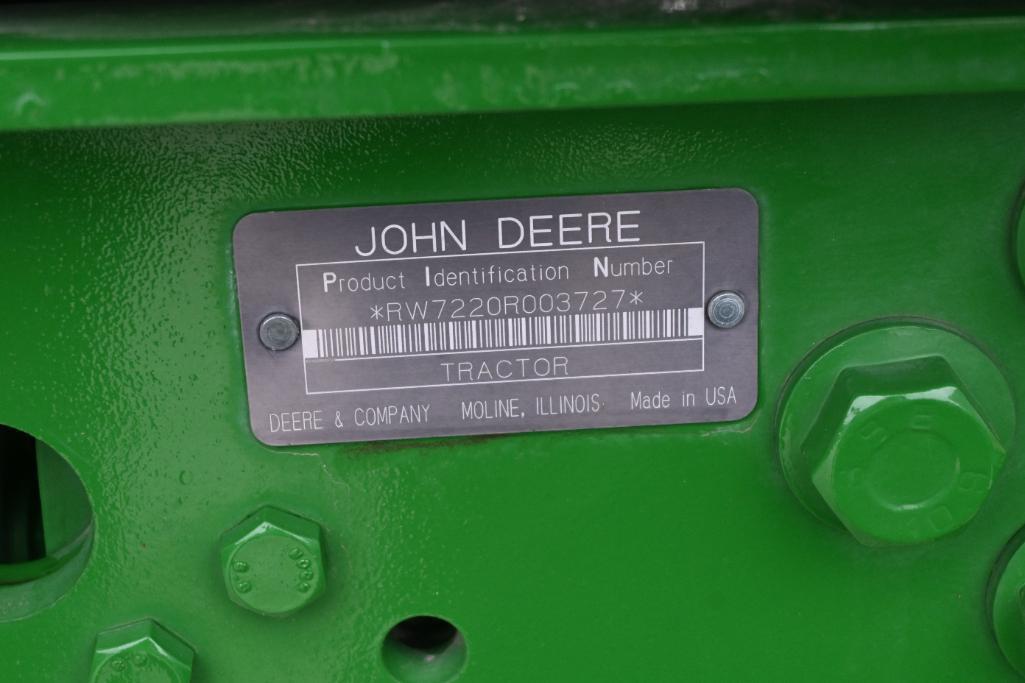 JOHN DEERE
Product Identification Number
*RW7220R003727*
TRACTOR
DEERE & COMPANY MOLINE, ILLINOIS Made in USA